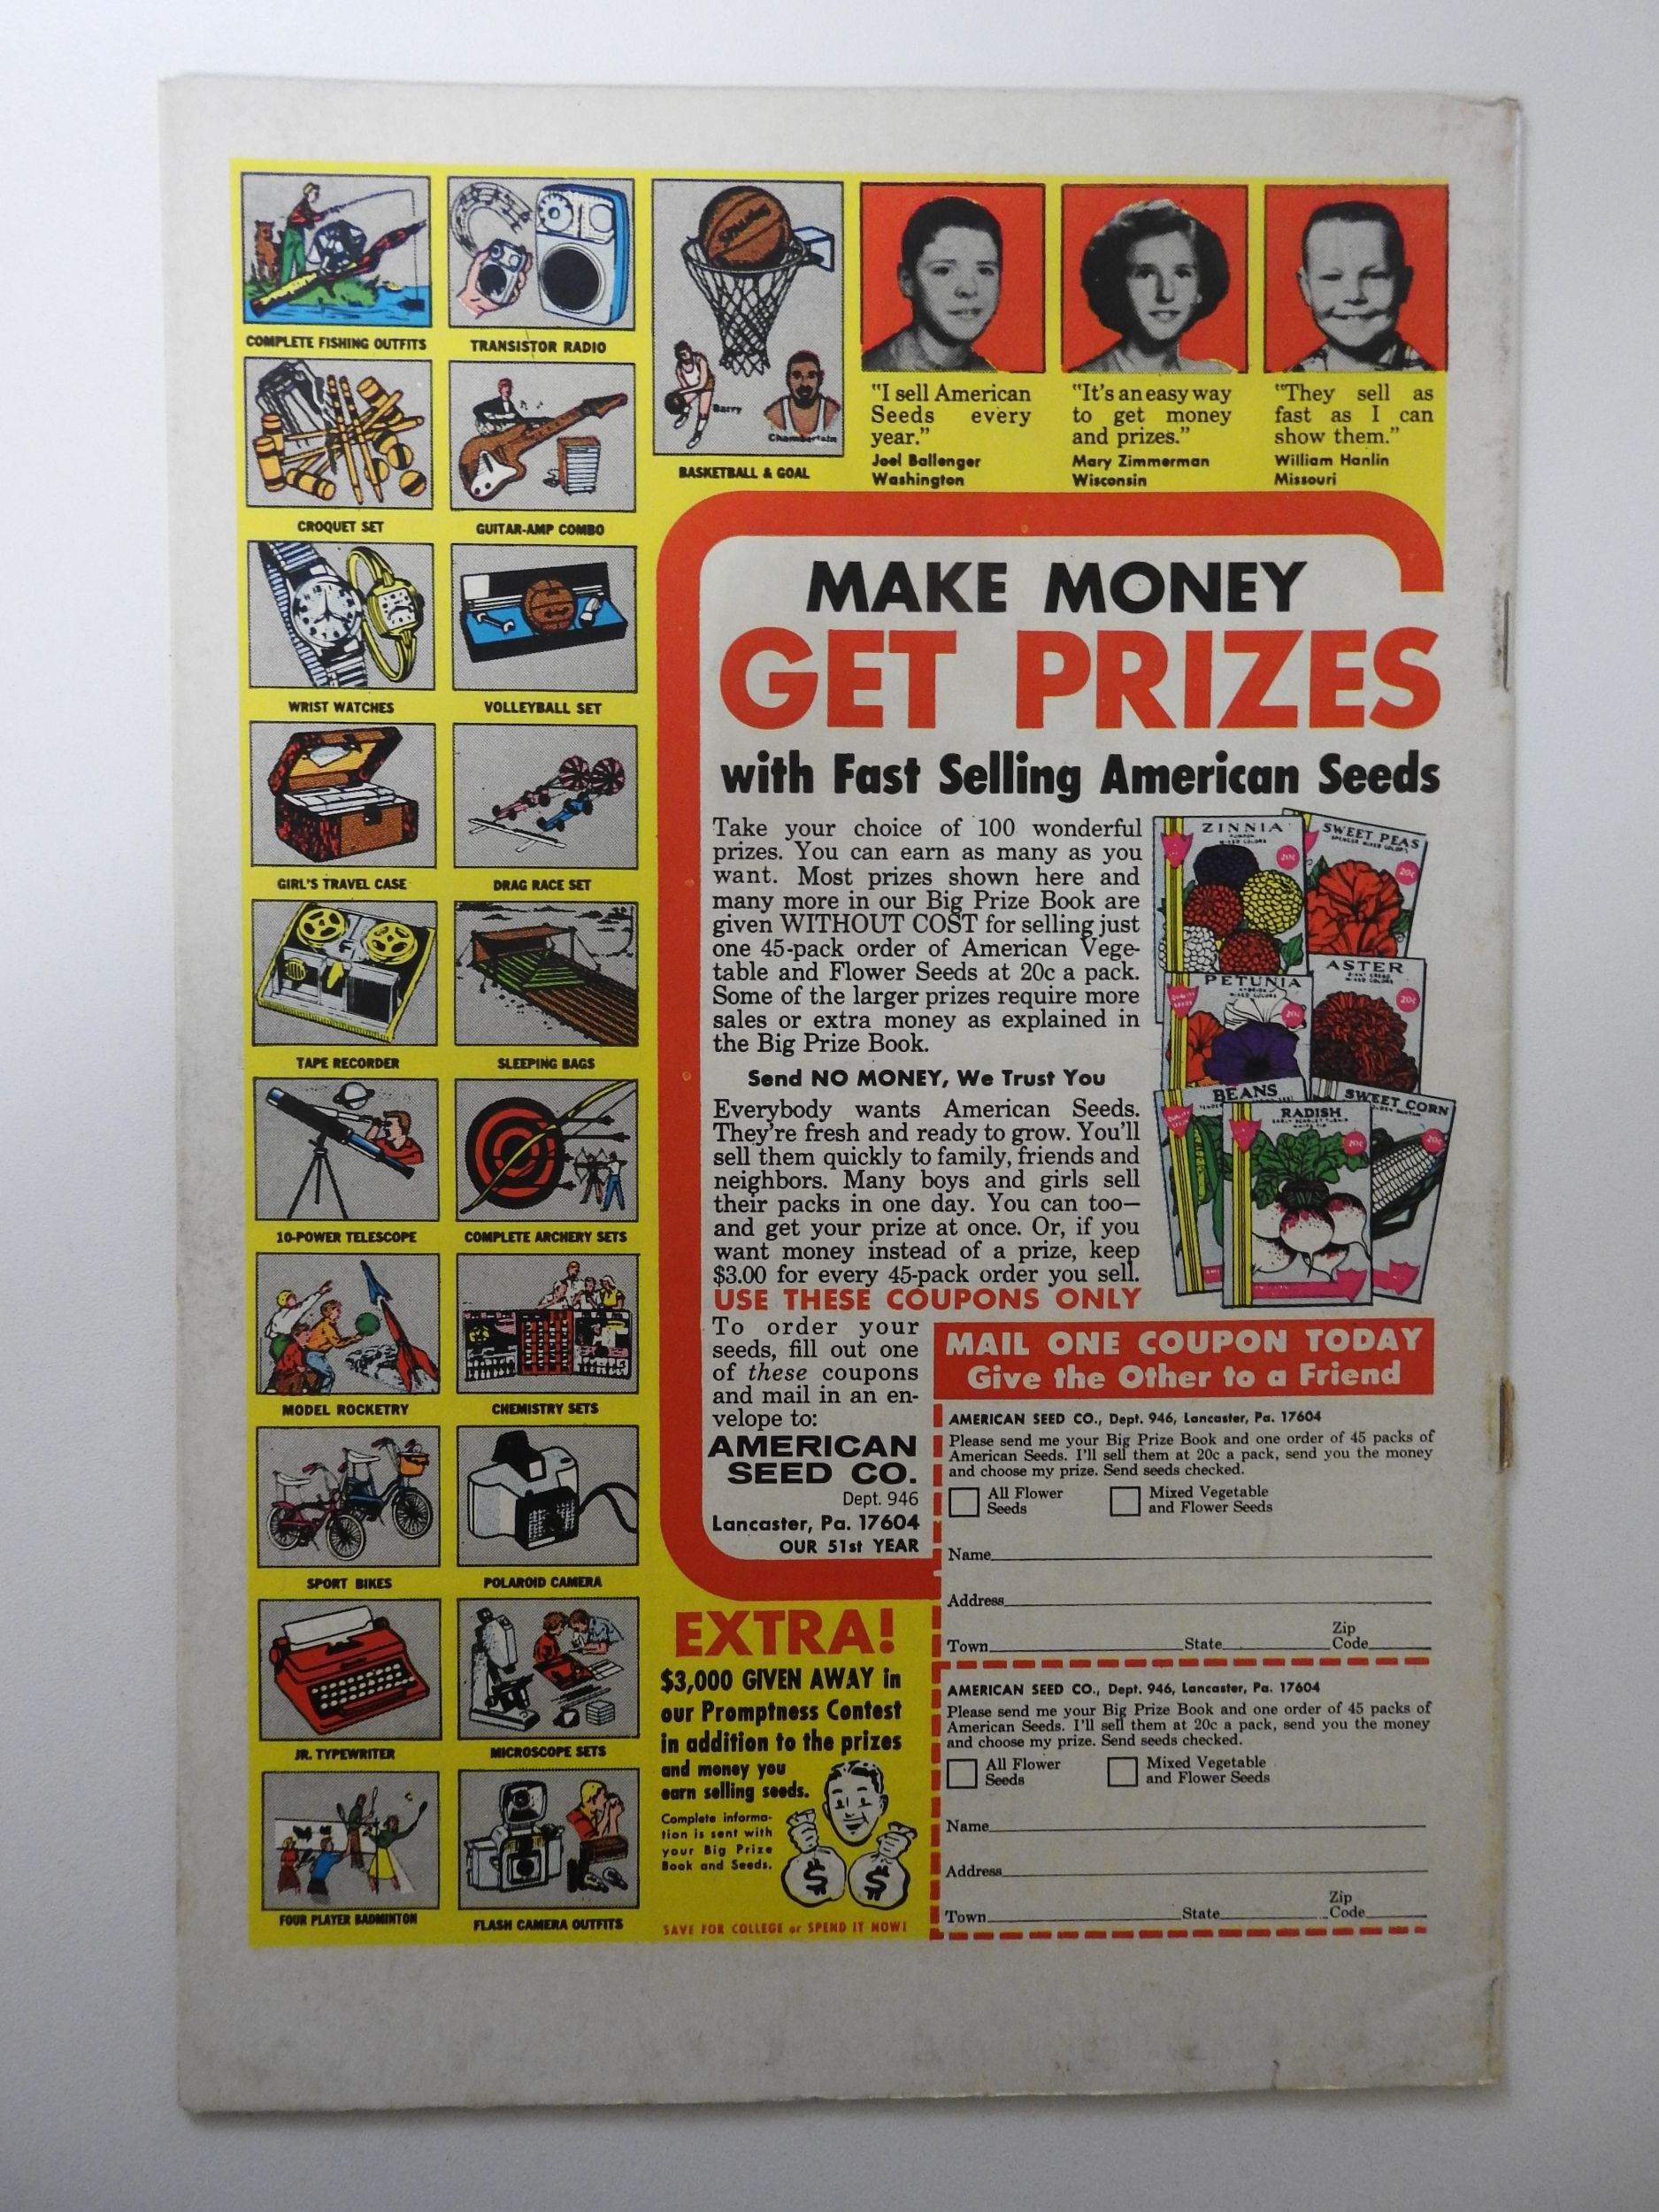 COMPLETE FISHING OUTFITS
TRANSISTOR RADIO
CROQUET SET
GUITAR-AMP COMBO
WRIST WATCHES
VOLLEYBALL SET
GIRL'S TRAVEL CASE
DRAG RACE SET
TAPE RECORDER
SLEEPING BAGS
10-POWER TELESCOPE
COMPLETE ARCHERY SETS
MODEL ROCKETRY
CHEMISTRY SETS
SPORT BIKES
POLAROID CAMERA
JR. TYPEWRITER
MICROSCOPE SETS
FOUR PLAYER BADMINTON
FLASH CAMERA OUTFITS
Spalding
Barry
Chamberlain
BASKETBALL & GOAL
"I sell American
Seeds every
year."
Joel Ballenger
Washington
"It's an easy way
to get money
and prizes."
Mary Zimmerman
Wisconsin
"They sell as
fast as I can
show them."
William Hanlin
Missouri
MAKE MONEY
GET PRIZES
with Fast Selling American Seeds
Take your choice of 100 wonderful
prizes. You can earn as many as you
want. Most prizes shown here and
many more in our Big Prize Book are
given WITHOUT COST for selling just
one 45-pack order of American Vege-
table and Flower Seeds at 20c a pack.
Some of the larger prizes require more
sales or extra money as explained in
the Big Prize Book.
Send NO MONEY, We Trust You
Everybody wants American Seeds.
They're fresh and ready to grow. You'll
sell them quickly to family, friends and
neighbors. Many boys and girls sell
their packs in one day. You can too—
and get your prize at once. Or, if you
want money instead of a prize, keep
$3.00 for every 45-pack order you sell.
USE THESE COUPONS ONLY
To order your
seeds, fill out one
of these coupons
and mail in an en-
velope to:
AMERICAN
SEED CO.
Dept. 946
Lancaster, Pa. 17604
OUR 51st YEAR
ZINNIA
MIXED COLORS
20c
SWEET PEAS
SPENCER MIXED COLORS
20c
PETUNIA
MIXED COLORS
20c
ASTER
MIXED COLORS
20c
BEANS
RADISH
20c
SWEET CORN
20c
MAIL ONE COUPON TODAY
Give the Other to a Friend
AMERICAN SEED CO., Dept. 946, Lancaster, Pa. 17604
Please send me your Big Prize Book and one order of 45 packs of
American Seeds. I'll sell them at 20c a pack, send you the money
and choose my prize. Send seeds checked.
All Flower
Seeds
Mixed Vegetable
and Flower Seeds
Name
Address
Town State Zip
Code
AMERICAN SEED CO., Dept. 946, Lancaster, Pa. 17604
Please send me your Big Prize Book and one order of 45 packs of
American Seeds. I'll sell them at 20c a pack, send you the money
and choose my prize. Send seeds checked.
All Flower
Seeds
Mixed Vegetable
and Flower Seeds
Name
Address
Town State Zip
Code
EXTRA!
$3,000 GIVEN AWAY in
our Promptness Contest
in addition to the prizes
and money you
earn selling seeds.
Complete informa-
tion is sent with
your Big Prize
Book and Seeds.
$ $
SAVE FOR COLLEGE or SPEND IT NOW!